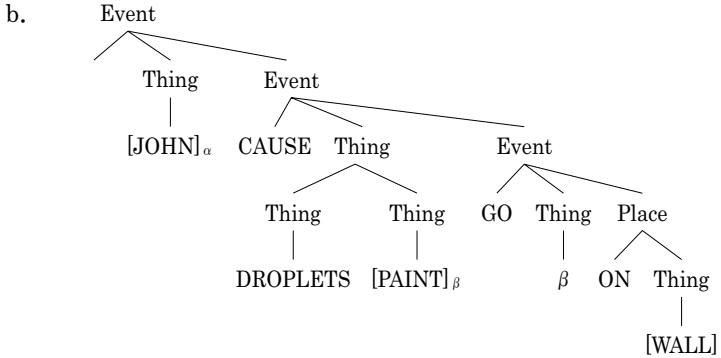 b. Event
Thing Event
[JOHN]α CAUSE Thing Event
Thing Thing GO Thing Place
DROPLETS [PAINT]β β ON Thing
[WALL]